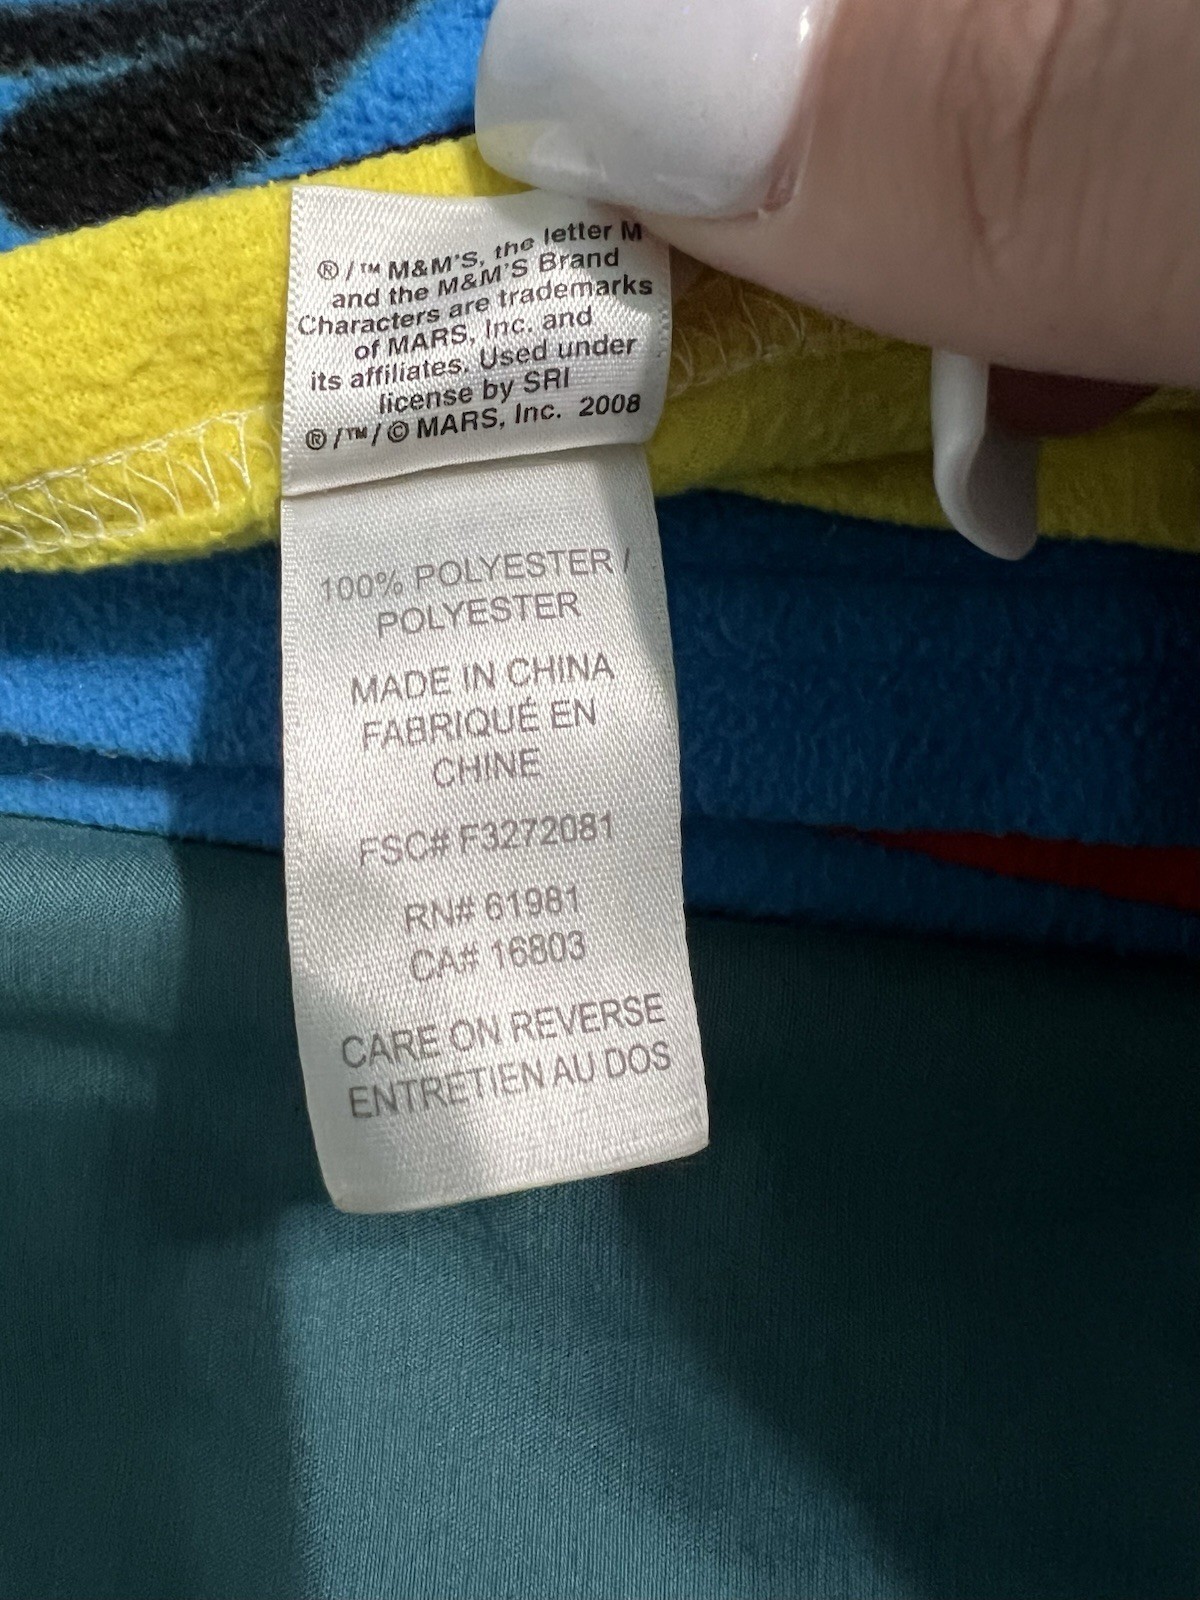 ®/™ M&M'S, the letter M
and the M&M'S Brand
Characters are trademarks
of MARS, Inc. and
its affiliates. Used under
license by SRI
®/™/© MARS, Inc. 2008
100% POLYESTER /
POLYESTER
MADE IN CHINA
FABRIQUÉ EN
CHINE
FSC# F3272081
RN# 61981
CA# 16803
CARE ON REVERSE
ENTRETIEN AU DOS